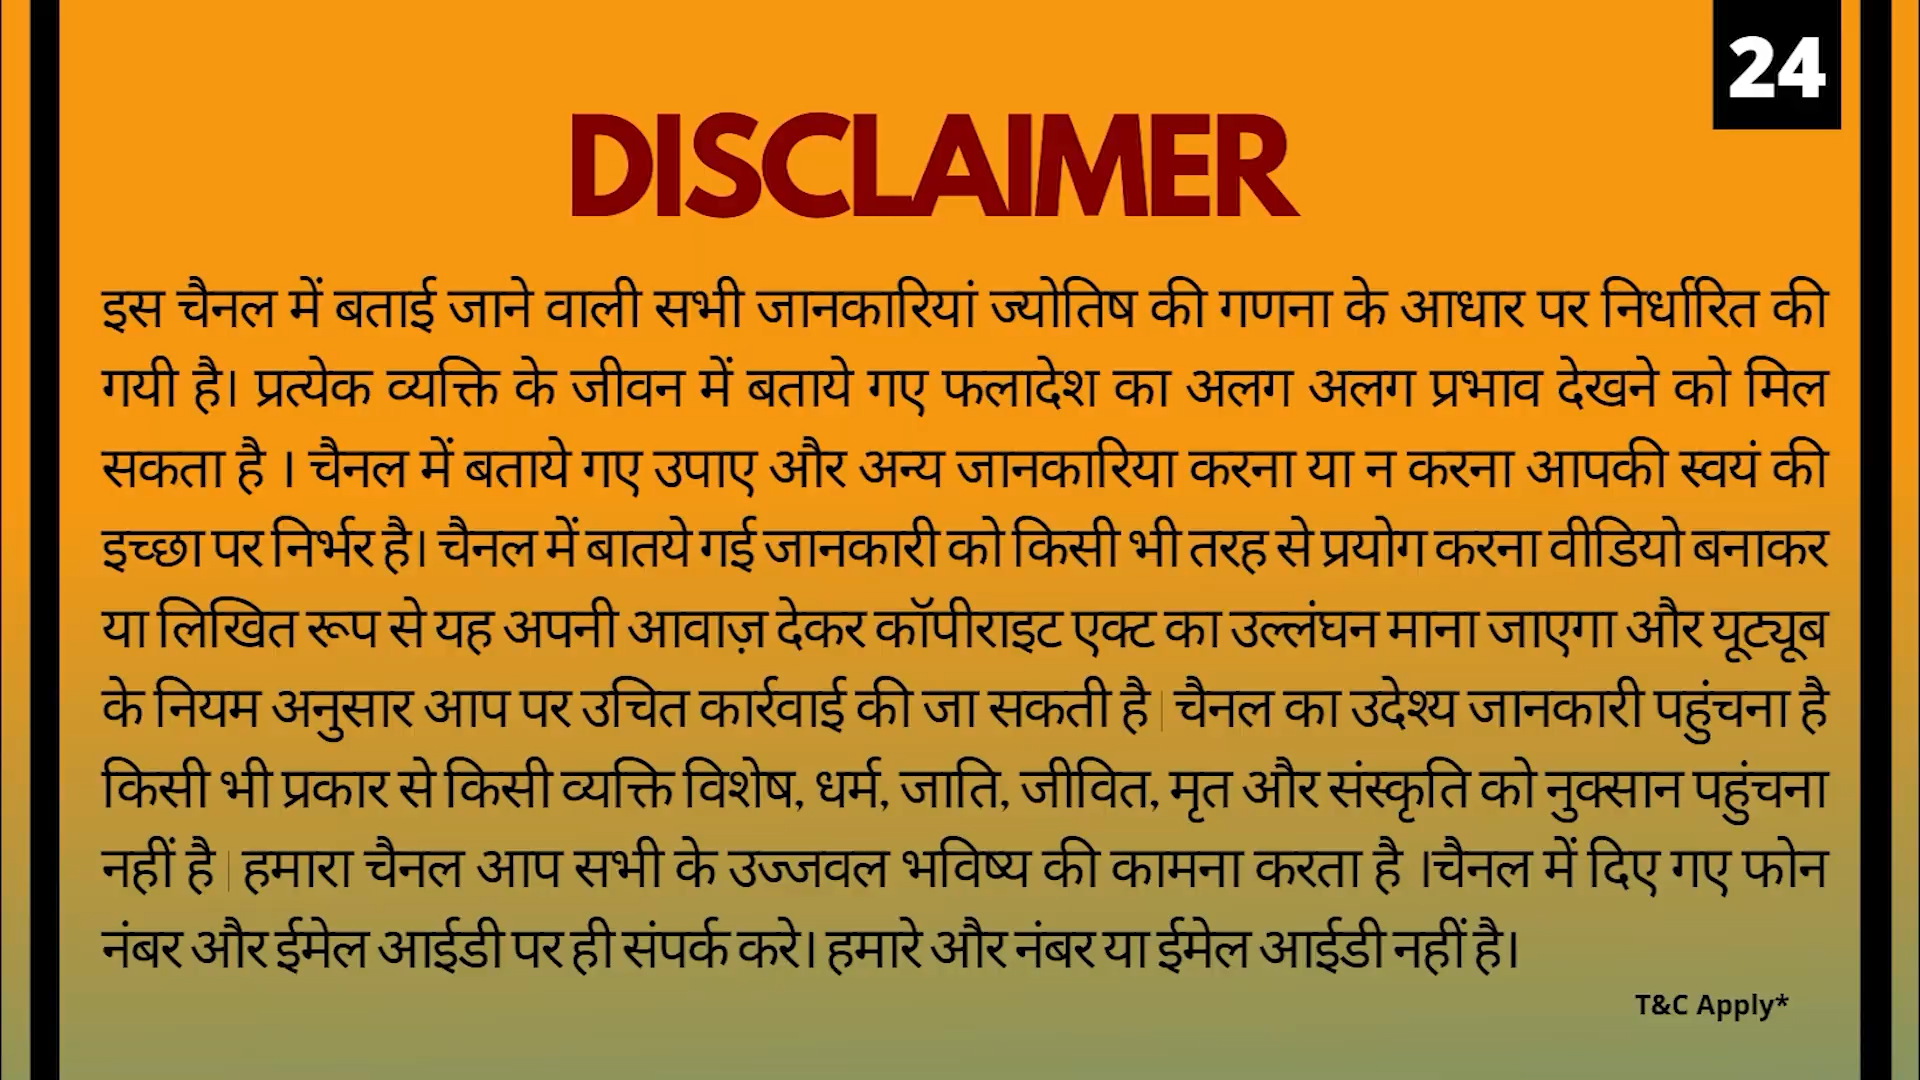 24
DISCLAIMER
इस चैनल में बताई जाने वाली सभी जानकारियां ज्योतिष की गणना के आधार पर निर्धारित की
गयी है। प्रत्येक व्यक्ति के जीवन में बताये गए फलादेश का अलग अलग प्रभाव देखने को मिल
सकता है । चैनल में बताये गए उपाए और अन्य जानकारिया करना या न करना आपकी स्वयं की
इच्छा पर निर्भर है। चैनल में बातये गई जानकारी को किसी भी तरह से प्रयोग करना वीडियो बनाकर
या लिखित रूप से यह अपनी आवाज़ देकर कॉपीराइट एक्ट का उल्लंघन माना जाएगा और यूट्यूब
के नियम अनुसार आप पर उचित कार्रवाई की जा सकती है | चैनल का उदेश्य जानकारी पहुंचना है
किसी भी प्रकार से किसी व्यक्ति विशेष, धर्म, जाति, जीवित, मृत और संस्कृति को नुक्सान पहुंचना
नहीं है | हमारा चैनल आप सभी के उज्जवल भविष्य की कामना करता है ।चैनल में दिए गए फोन
नंबर और ईमेल आईडी पर ही संपर्क करे। हमारे और नंबर या ईमेल आईडी नहीं है।
T&C Apply*